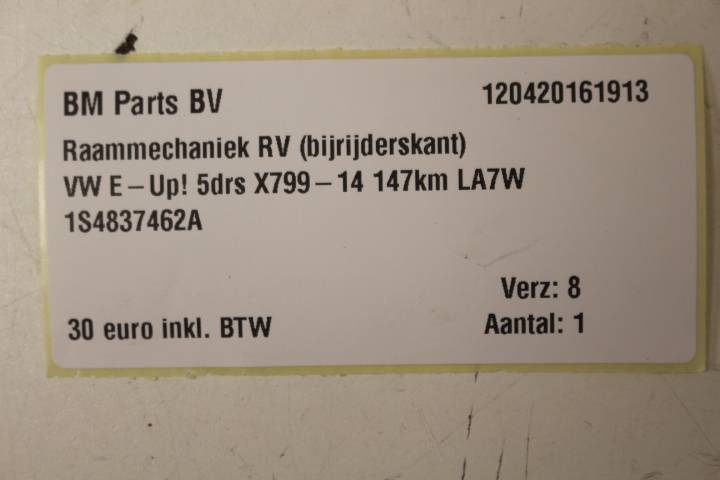 BM Parts BV 120420161913
Raammechaniek RV (bijrijderskant)
VW E-Up! 5drs X799-14 147km LA7W
1S4837462A
Verz: 8
30 euro inkl. BTW Aantal: 1